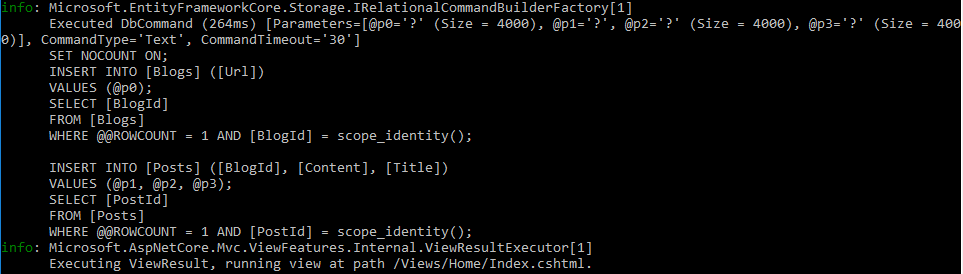 info: Microsoft.EntityFrameworkCore.Storage.IRelationalCommandBuilderFactory[1]
      Executed DbCommand (264ms) [Parameters=[@p0='?' (Size = 4000), @p1='?', @p2='?' (Size = 4000), @p3='?' (Size = 400
0)], CommandType='Text', CommandTimeout='30']
      SET NOCOUNT ON;
      INSERT INTO [Blogs] ([Url])
      VALUES (@p0);
      SELECT [BlogId]
      FROM [Blogs]
      WHERE @@ROWCOUNT = 1 AND [BlogId] = scope_identity();

      INSERT INTO [Posts] ([BlogId], [Content], [Title])
      VALUES (@p1, @p2, @p3);
      SELECT [PostId]
      FROM [Posts]
      WHERE @@ROWCOUNT = 1 AND [PostId] = scope_identity();
info: Microsoft.AspNetCore.Mvc.ViewFeatures.Internal.ViewResultExecutor[1]
      Executing ViewResult, running view at path /Views/Home/Index.cshtml.